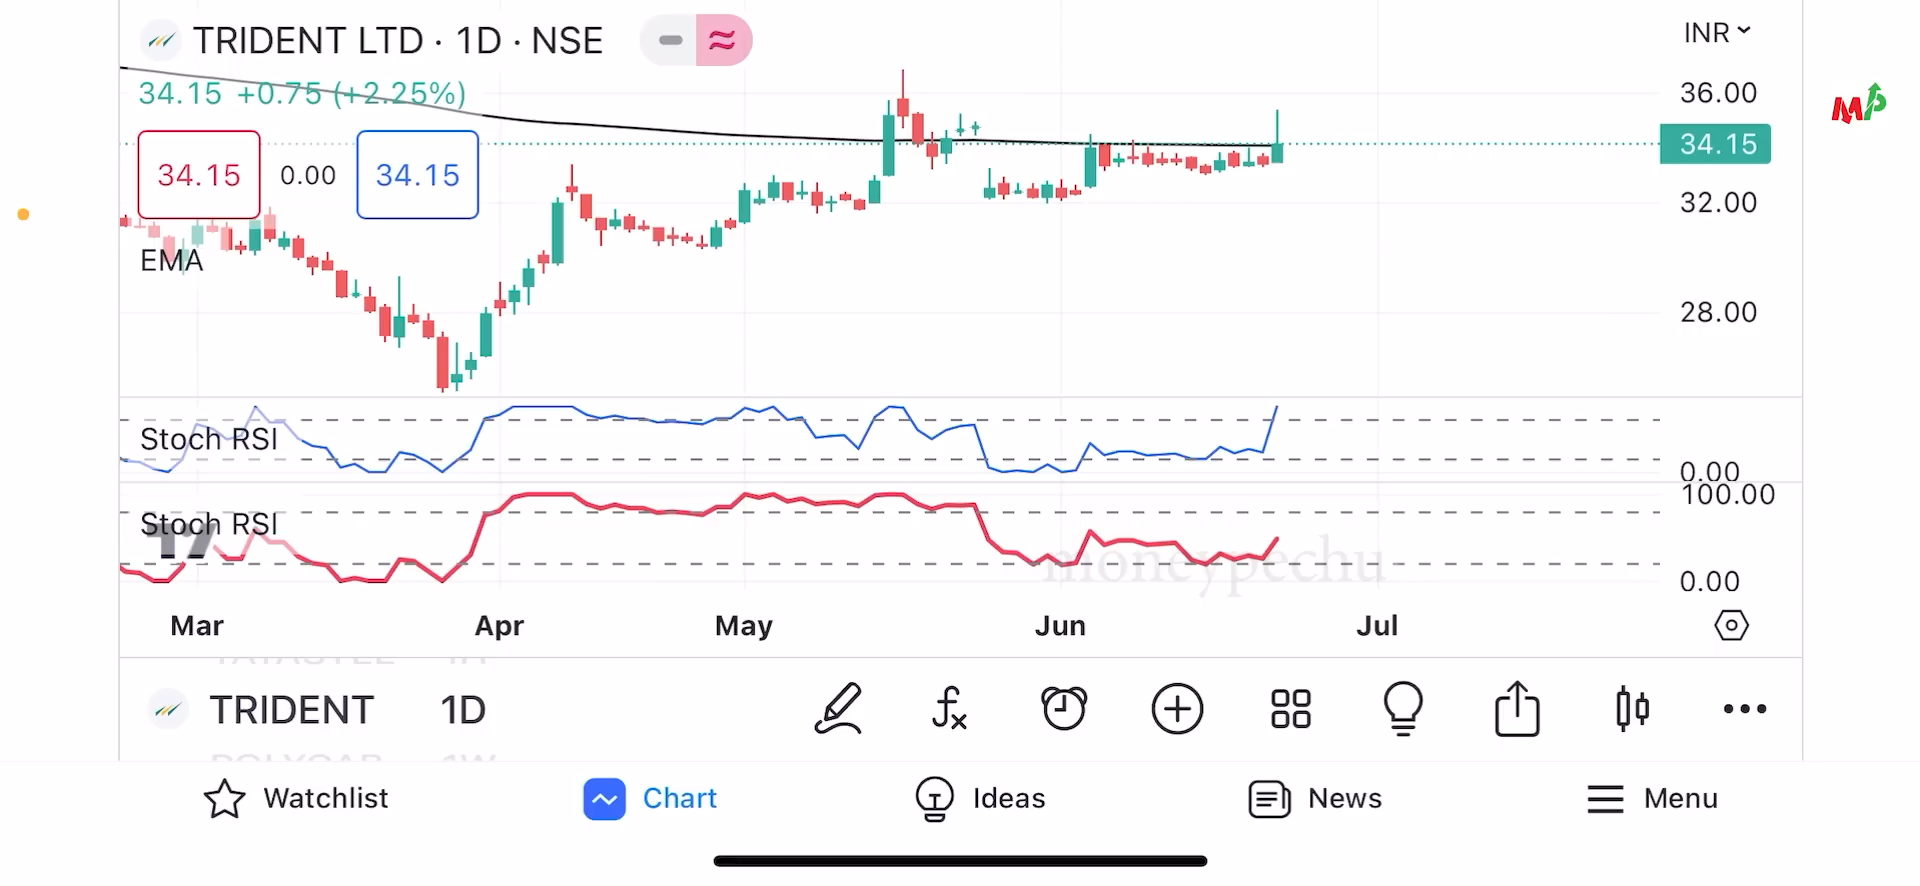 TRIDENT LTD · 1D · NSE
INR
34.15 +0.75 (+2.25%)
36.00
34.15
34.15
0.00
34.15
32.00
EMA
28.00
Stoch RSI
0.00
100.00
Stoch RSI
moneypechu
0.00
Mar
Apr
May
Jun
Jul
TRIDENT 1D
Watchlist
Chart
Ideas
News
Menu
MP